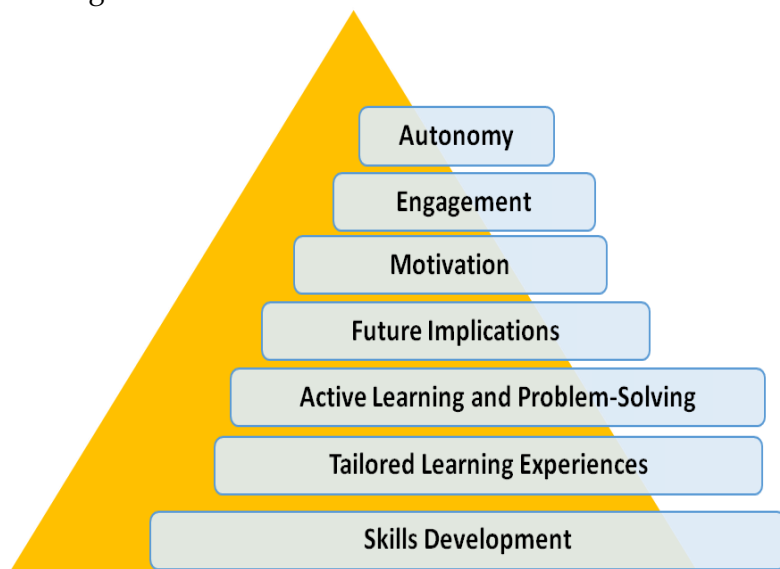 Autonomy
Engagement
Motivation
Future Implications
Active Learning and Problem-Solving
Tailored Learning Experiences
Skills Development